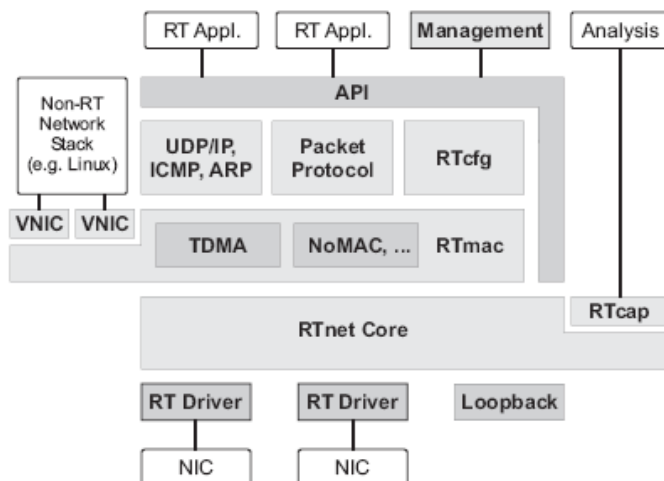 RT Appl.
RT Appl.
Management
Analysis
API
Non-RT
Network
Stack
(e.g. Linux)
UDP/IP,
ICMP, ARP
Packet
Protocol
RTcfg
VNIC
VNIC
TDMA
NoMAC, ...
RTmac
RTcap
RTnet Core
RT Driver
RT Driver
Loopback
NIC
NIC